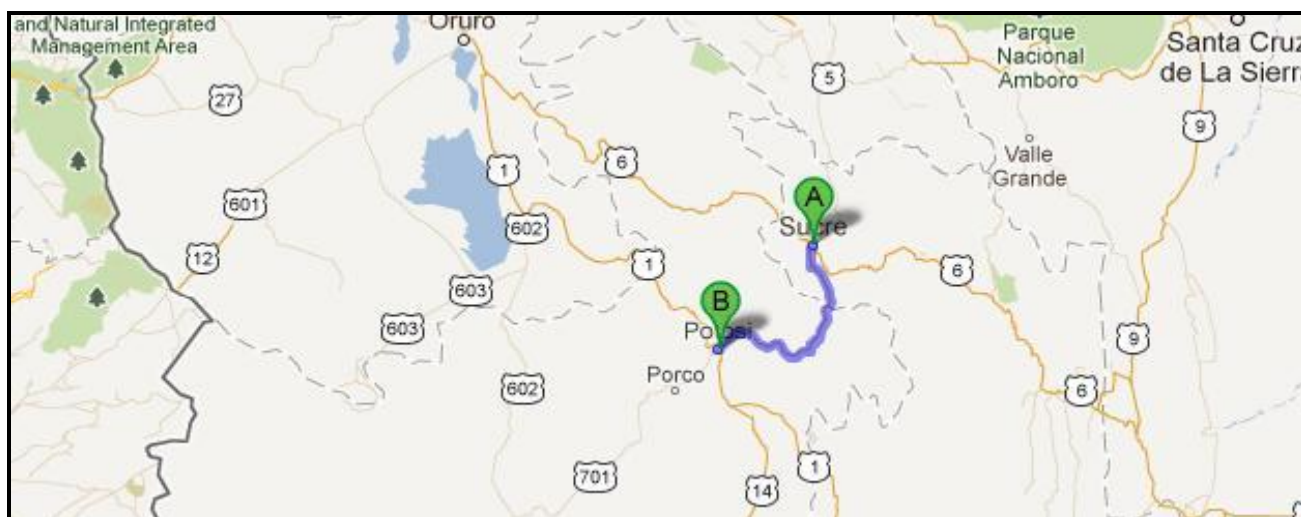 and Natural Integrated
Management Area
Oruro
Parque
Nacional
Amboro
Santa Cruz
de La Sierra
27
5
9
1
6
Valle
Grande
601
A
Sucre
602
12
1
6
603
B
Potosi
603
9
Porco
602
6
701
1
14